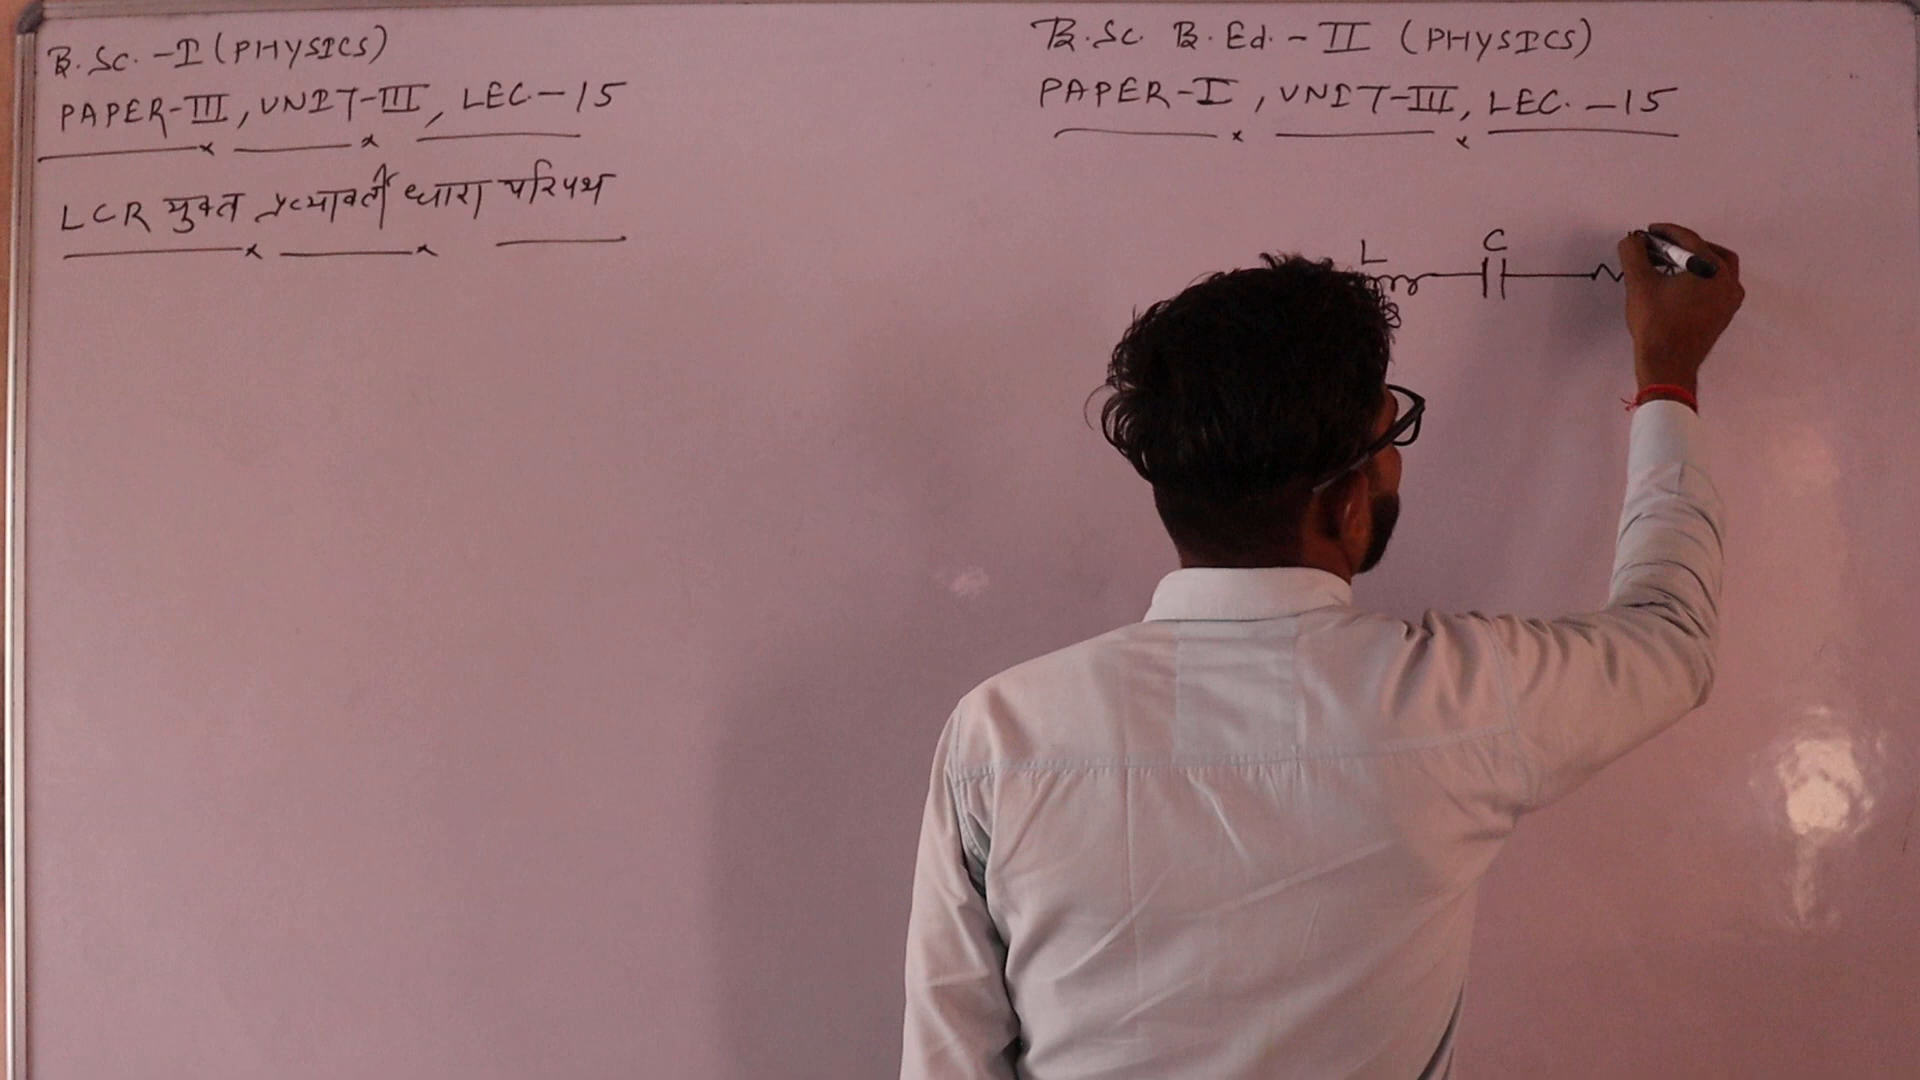 B.Sc.-I (PHYSICS)
PAPER-III, UNIT-III, LEC.-15
LCR युक्त प्रत्यावर्ती धारा परिपथ
B.Sc. B.Ed.-II (PHYSICS)
PAPER-I, UNIT-III, LEC.-15
L C